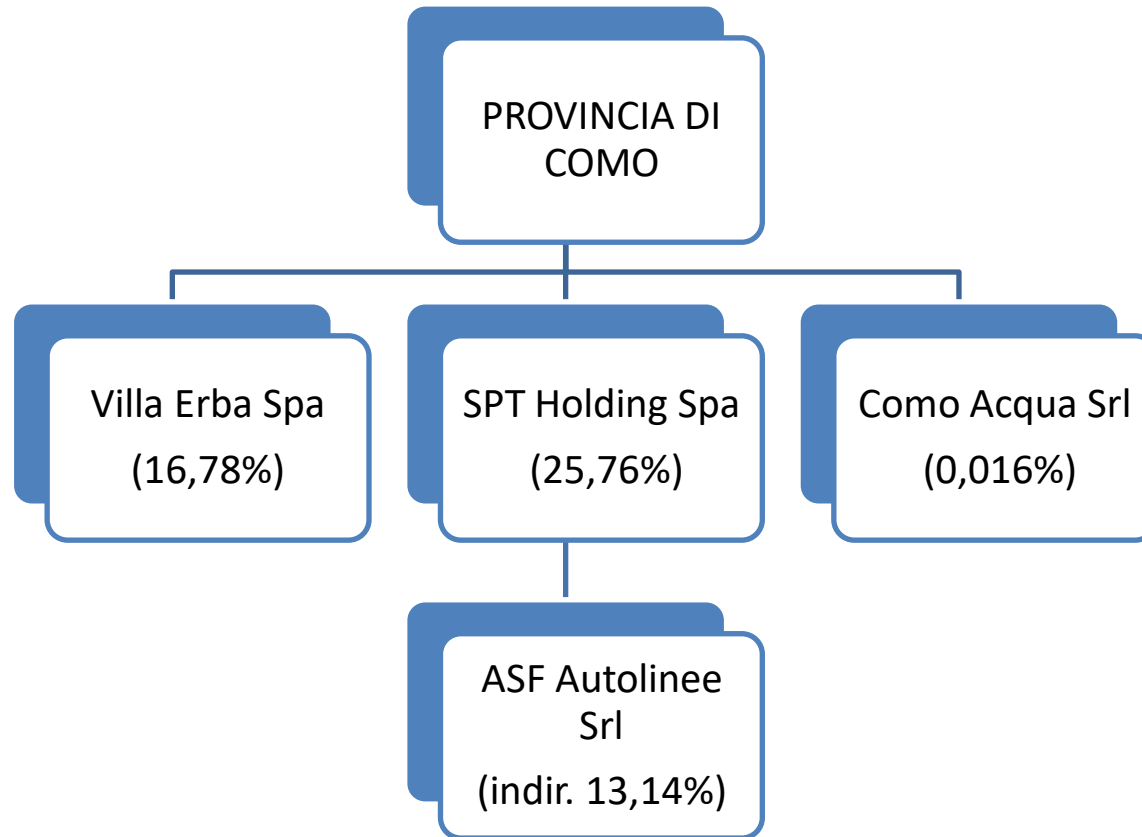 PROVINCIA DI
COMO
Villa Erba Spa
(16,78%)
SPT Holding Spa
(25,76%)
Como Acqua Srl
(0,016%)
ASF Autolinee
Srl
(indir. 13,14%)